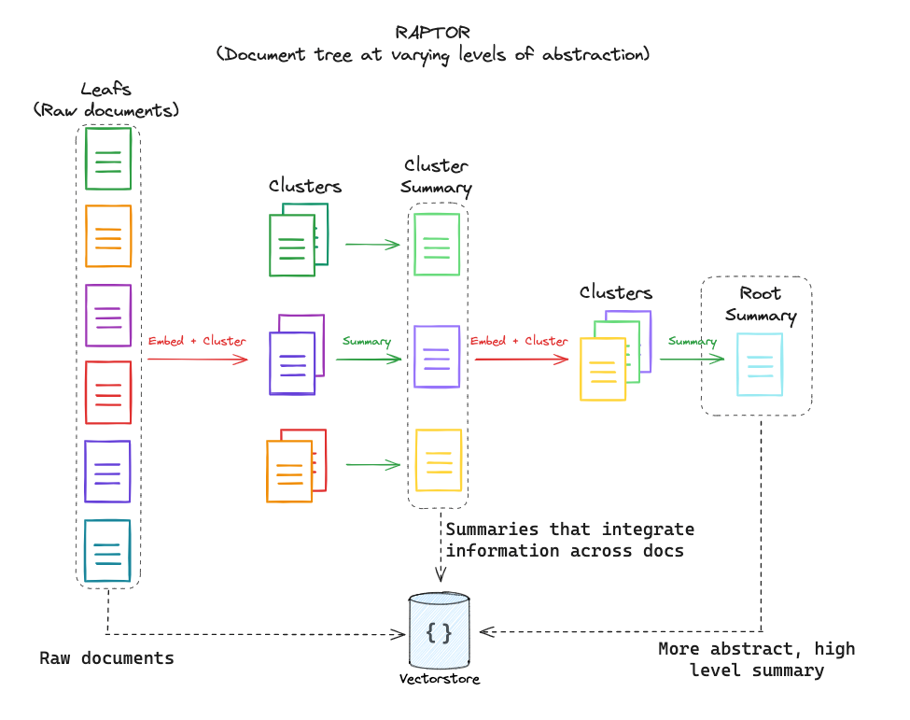 RAPTOR
(Document tree at varying levels of abstraction)
Leafs
(Raw documents)
Clusters
Cluster
Summary
Embed + Cluster
Summary
Embed + Cluster
Clusters
Summary
Root
Summary
Summaries that integrate
information across docs
{}
Vectorstore
Raw documents
More abstract, high
level summary